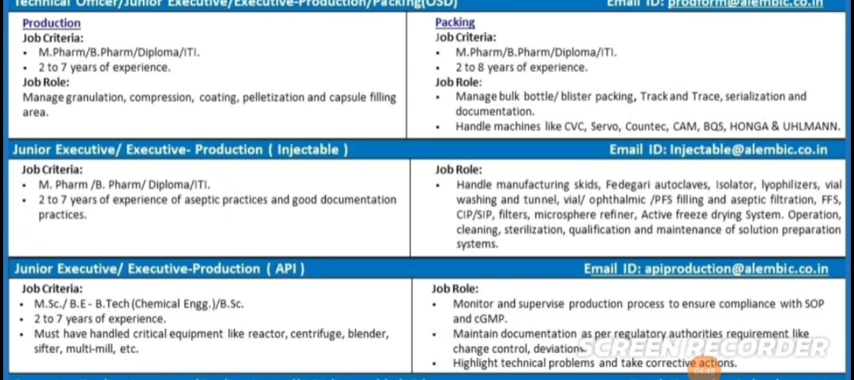 Technical Officer/Junior Executive/Executive-Production/Packing(OSD) Email ID: prodform@alembic.co.in
Production
Job Criteria:
• M.Pharm/B.Pharm/Diploma/ITI.
• 2 to 7 years of experience.
Job Role:
Manage granulation, compression, coating, pelletization and capsule filling
area.
Packing
Job Criteria:
• M.Pharm/B.Pharm/Diploma/ITI.
• 2 to 8 years of experience.
Job Role:
• Manage bulk bottle/ blister packing, Track and Trace, serialization and
documentation.
• Handle machines like CVC, Servo, Countec, CAM, BQS, HONGA & UHLMANN.
Junior Executive/ Executive- Production ( Injectable ) Email ID: Injectable@alembic.co.in
Job Criteria:
• M. Pharm /B. Pharm/ Diploma/ITI.
• 2 to 7 years of experience of aseptic practices and good documentation
practices.
Job Role:
• Handle manufacturing skids, Fedegari autoclaves, Isolator, lyophilizers, vial
washing and tunnel, vial/ ophthalmic /PFS filling and aseptic filtration, FFS,
CIP/SIP, filters, microsphere refiner, Active freeze drying System. Operation,
cleaning, sterilization, qualification and maintenance of solution preparation
systems.
Junior Executive/ Executive-Production ( API ) Email ID: apiproduction@alembic.co.in
Job Criteria:
• M.Sc./ B.E - B.Tech (Chemical Engg.)/B.Sc.
• 2 to 7 years of experience.
• Must have handled critical equipment like reactor, centrifuge, blender,
sifter, multi-mill, etc.
Job Role:
• Monitor and supervise production process to ensure compliance with SOP
and cGMP.
• Maintain documentation as per regulatory authorities requirement like
change control, deviations.
• Highlight technical problems and take corrective actions.
SCREEN RECORDER